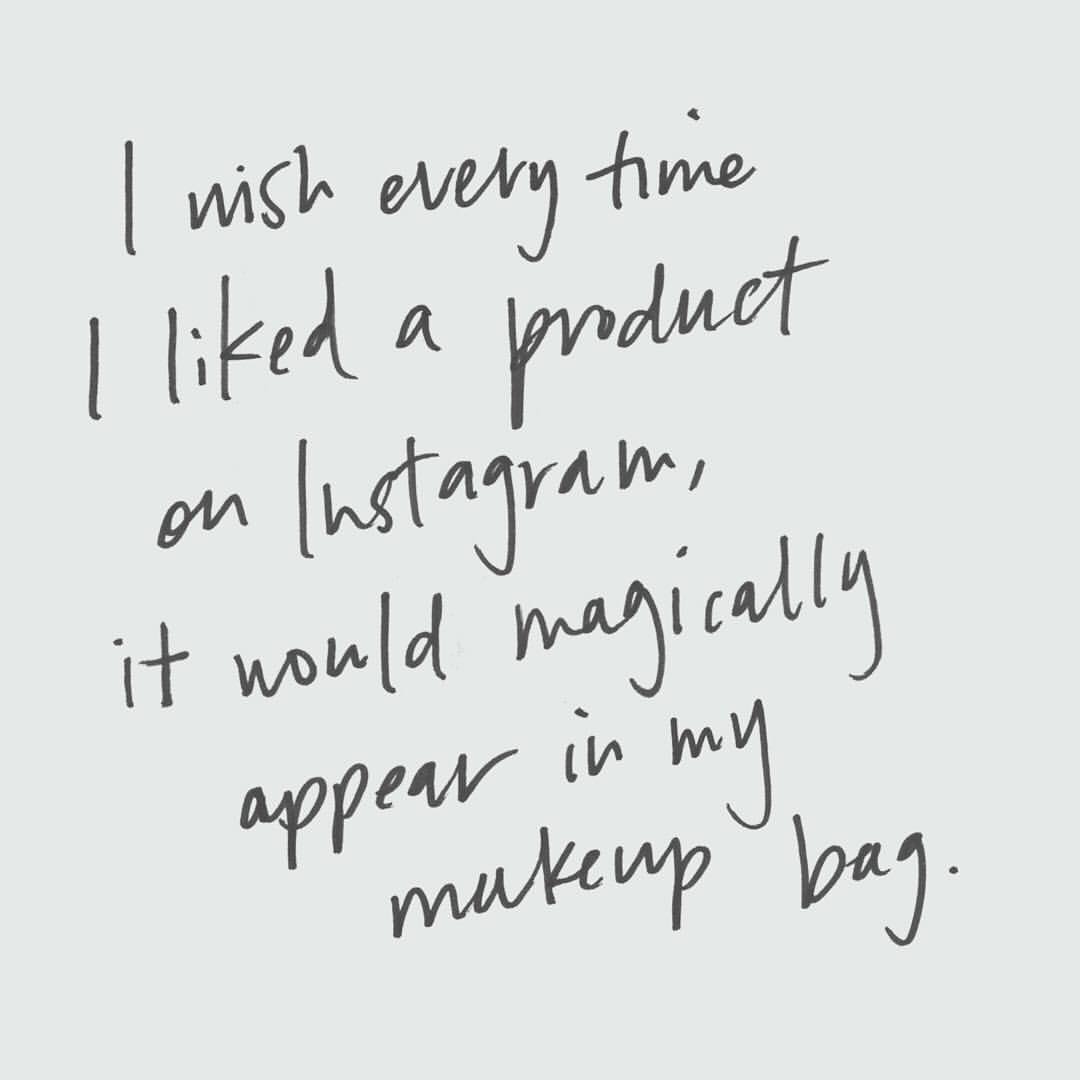 I wish every time
I liked a product
on Instagram,
it would magically
appear in my
makeup bag.